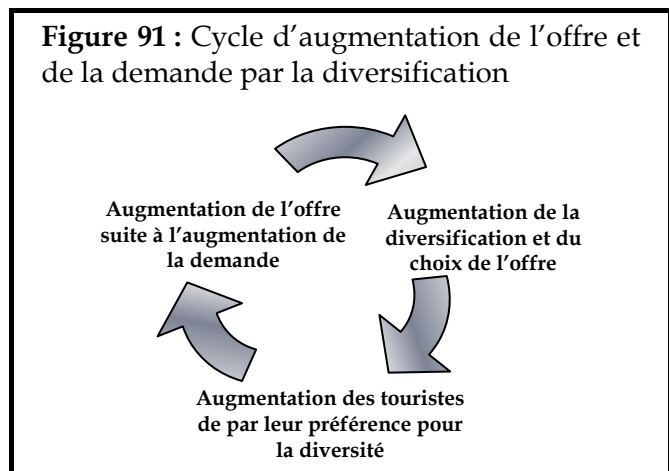 Figure 91 : Cycle d’augmentation de l’offre et
de la demande par la diversification
Augmentation de l’offre
suite à l’augmentation de
la demande
Augmentation de la
diversification et du
choix de l’offre
Augmentation des touristes
de par leur préférence pour
la diversité